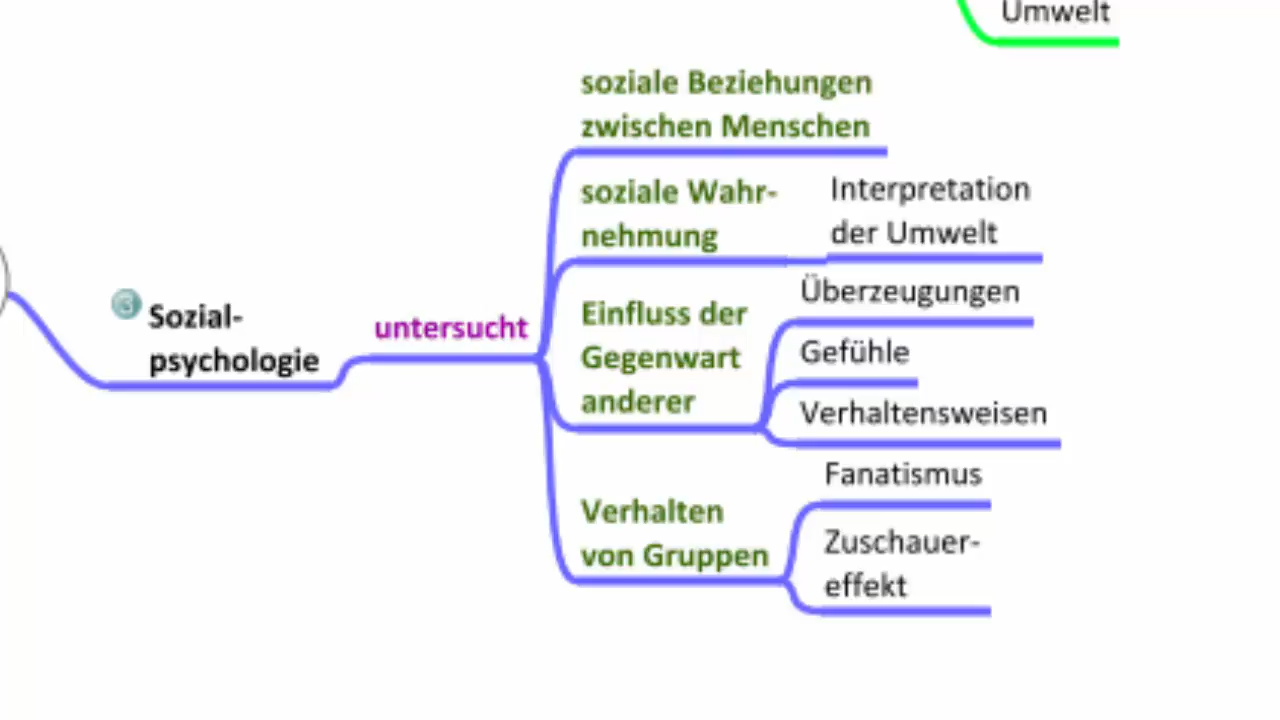 Umwelt
soziale Beziehungen
zwischen Menschen
soziale Wahr-
nehmung
Interpretation
der Umwelt
3
Sozial-
psychologie
untersucht
Einfluss der
Gegenwart
anderer
Überzeugungen
Gefühle
Verhaltensweisen
Verhalten
von Gruppen
Fanatismus
Zuschauer-
effekt